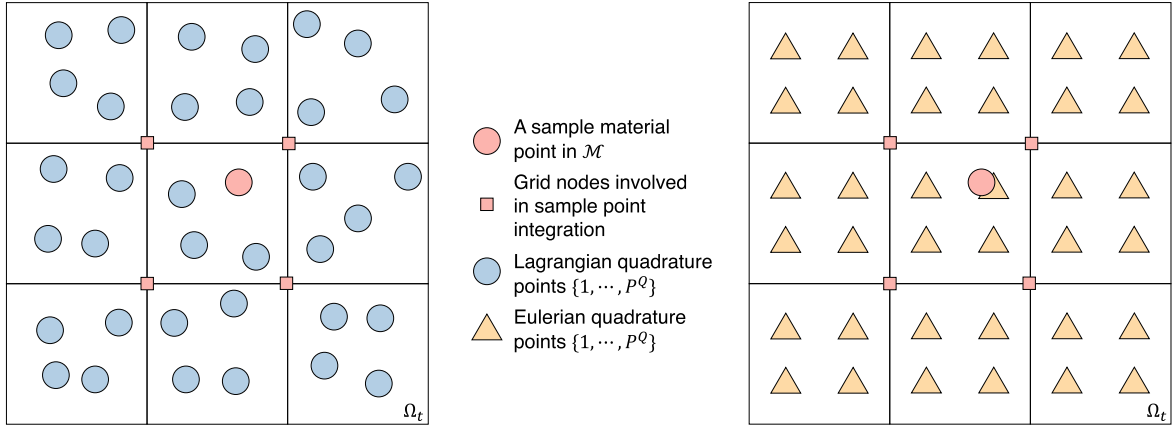 A sample material
point in ℳ
Grid nodes involved
in sample point
integration
Lagrangian quadrature
points {1, ⋯, P^Q}
Eulerian quadrature
points {1, ⋯, P^Q}
Ω_t
Ω_t